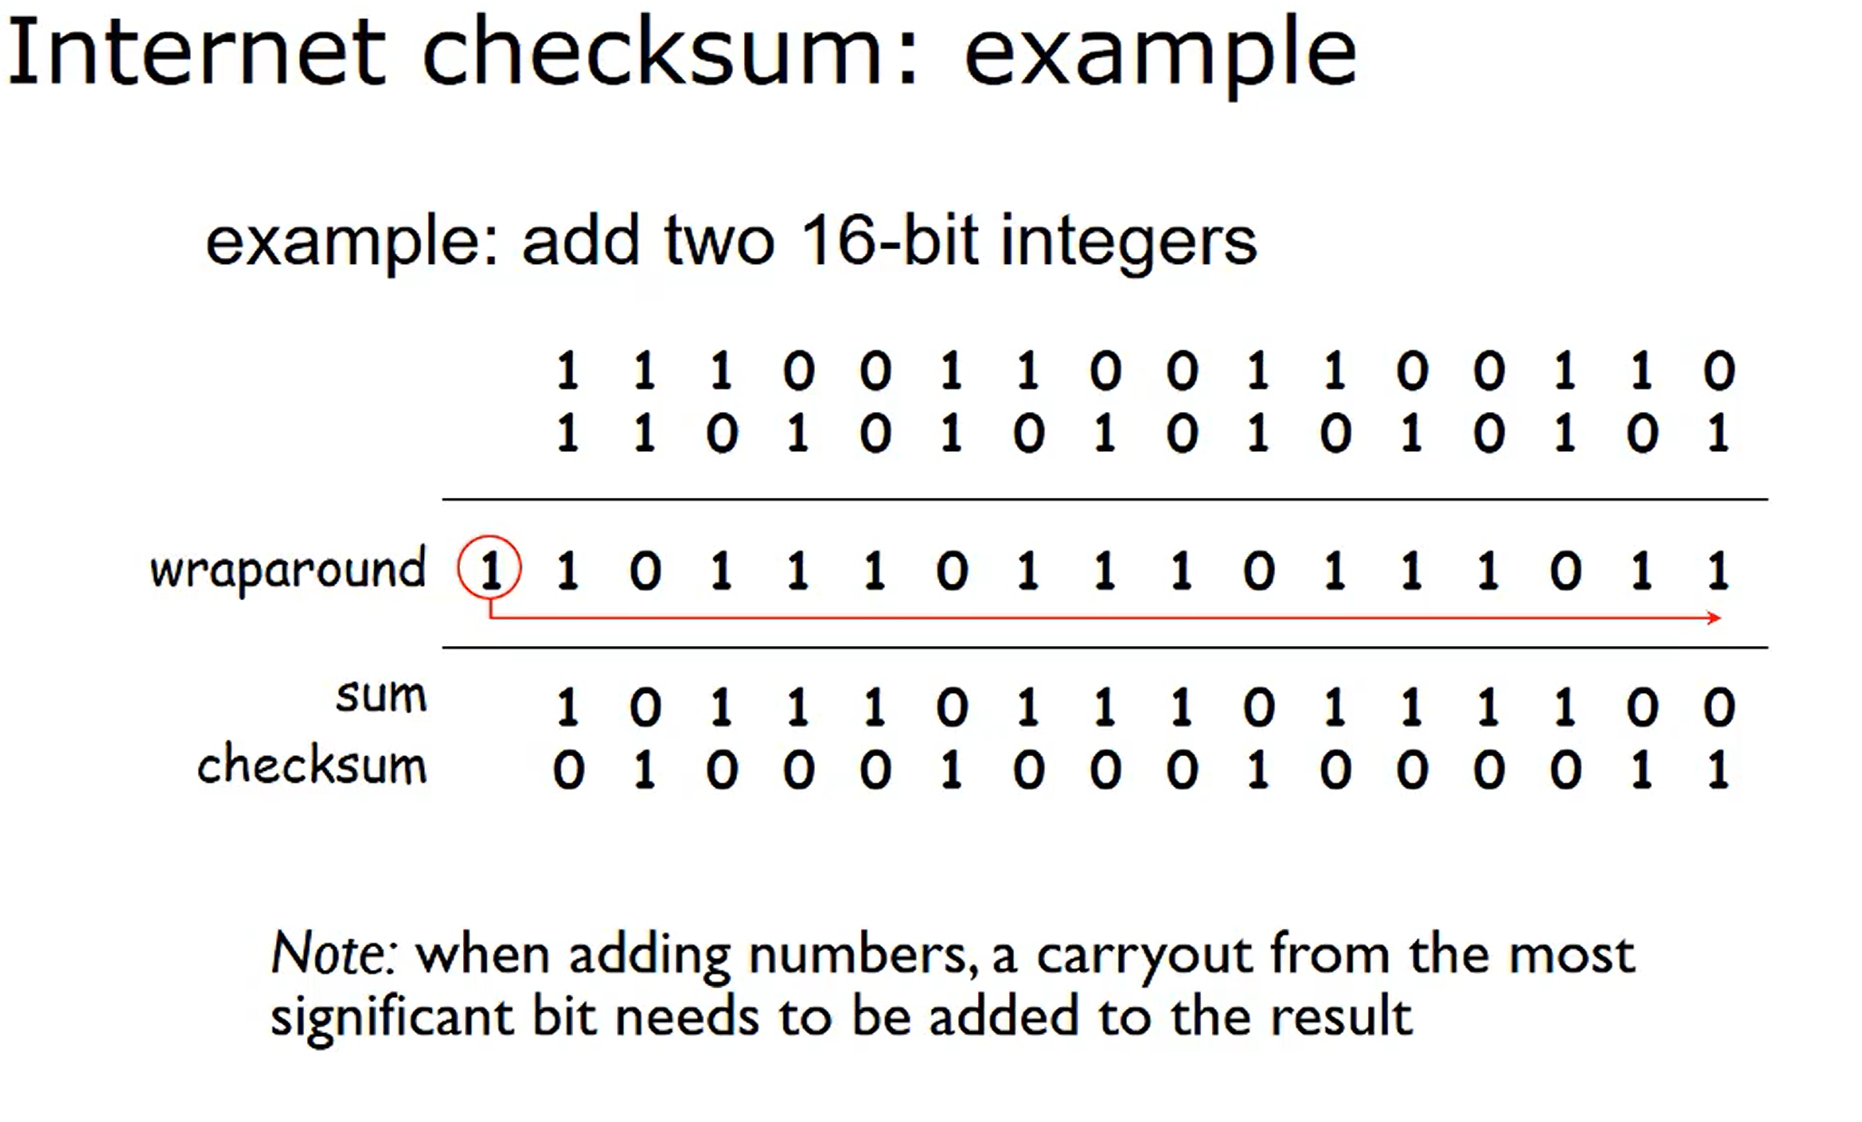 Internet checksum: example
example: add two 16-bit integers
1 1 1 0 0 1 1 0 0 1 1 0 0 1 1 0
1 1 0 1 0 1 0 1 0 1 0 1 0 1 0 1
wraparound 1 1 0 1 1 1 0 1 1 1 0 1 1 1 0 1 1
sum 1 0 1 1 1 0 1 1 1 0 1 1 1 1 0 0
checksum 0 1 0 0 0 1 0 0 0 1 0 0 0 0 1 1
Note: when adding numbers, a carryout from the most
significant bit needs to be added to the result